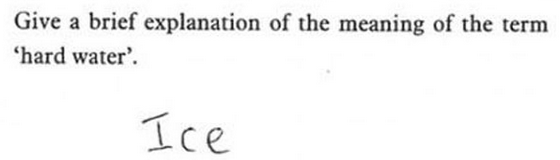 Give a brief explanation of the meaning of the term
‘hard water’.
Ice